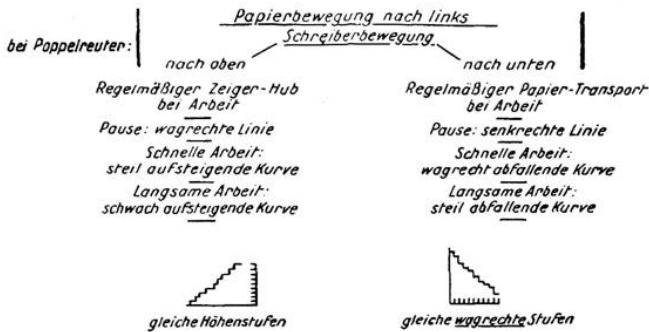 Papierbewegung nach links
bei Poppelreuter:
Schreiberbewegung
nach oben
nach unten
Regelmäßiger Zeiger-Hub
bei Arbeit
Pause: wagrechte Linie
Schnelle Arbeit:
steil aufsteigende Kurve
Langsame Arbeit:
schwach aufsteigende Kurve
Regelmäßiger Papier-Transport
bei Arbeit
Pause: senkrechte Linie
Schnelle Arbeit:
wagrecht abfallende Kurve
Langsame Arbeit:
steil abfallende Kurve
gleiche Höhenstufen
gleiche wagrechte Stufen